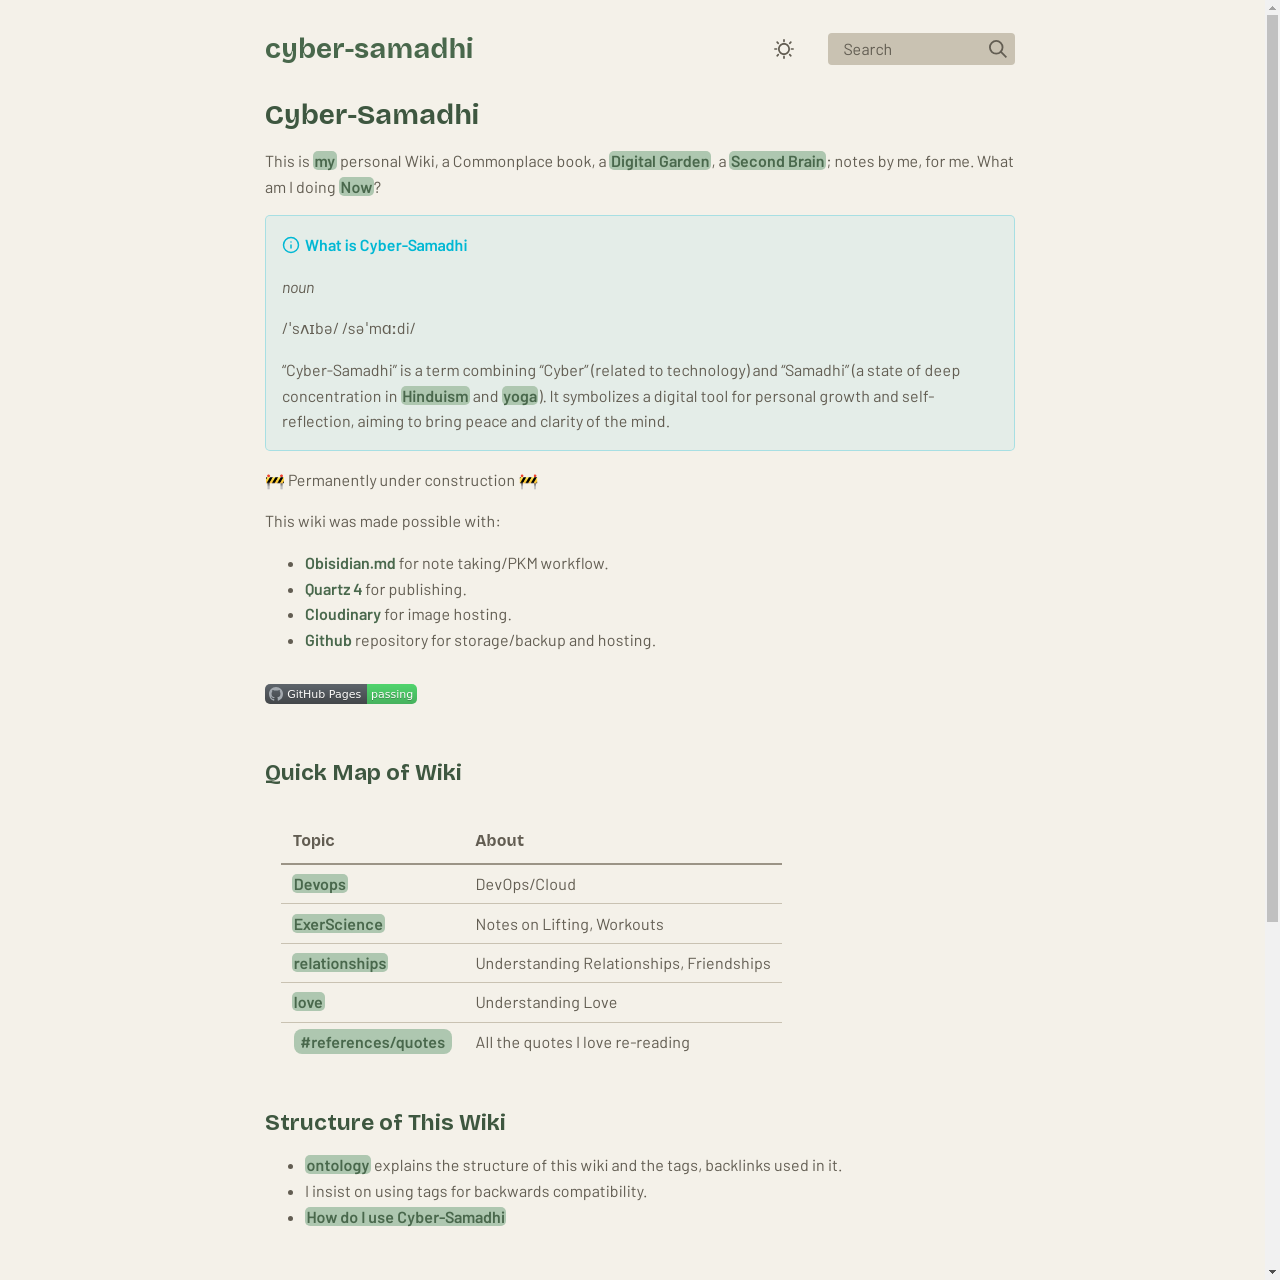 cyber-samadhi
Search
Cyber-Samadhi
This is my personal Wiki, a Commonplace book, a Digital Garden, a Second Brain; notes by me, for me. What
am I doing Now?
What is Cyber-Samadhi
noun
/ˈsʌɪbə/ /səˈmɑːdi/
“Cyber-Samadhi” is a term combining “Cyber” (related to technology) and “Samadhi” (a state of deep
concentration in Hinduism and yoga). It symbolizes a digital tool for personal growth and self-
reflection, aiming to bring peace and clarity of the mind.
🚧 Permanently under construction 🚧
This wiki was made possible with:
• Obisidian.md for note taking/PKM workflow.
• Quartz 4 for publishing.
• Cloudinary for image hosting.
• Github repository for storage/backup and hosting.
GitHub Pages passing
Quick Map of Wiki
Topic About
Devops DevOps/Cloud
ExerScience Notes on Lifting, Workouts
relationships Understanding Relationships, Friendships
love Understanding Love
#references/quotes All the quotes I love re-reading
Structure of This Wiki
• ontology explains the structure of this wiki and the tags, backlinks used in it.
• I insist on using tags for backwards compatibility.
• How do I use Cyber-Samadhi